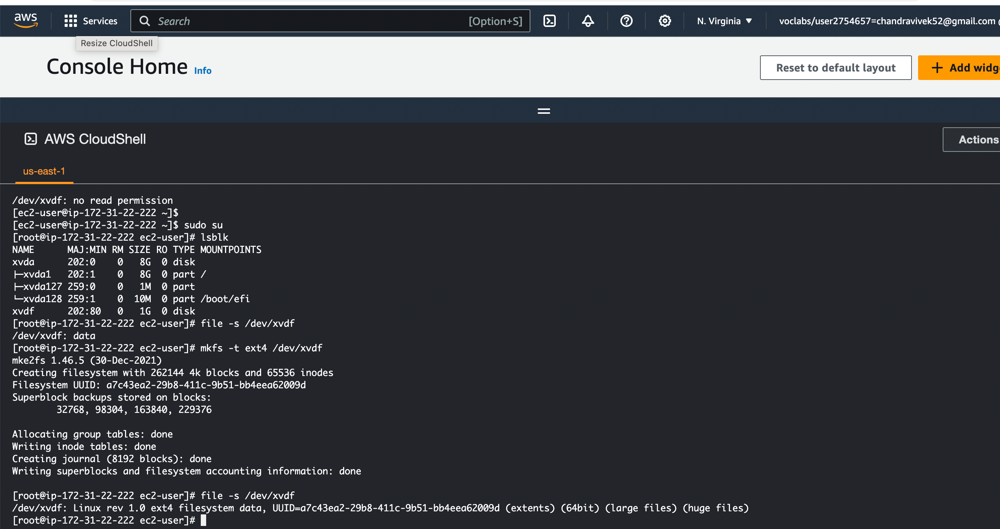 aws
Services
Search [Option+S]
N. Virginia
voclabs/user2754657=chandravivek52@gmail.com
Resize CloudShell
Console Home Info
Reset to default layout
Add
AWS CloudShell
Actions
us-east-1
/dev/xvdf: no read permission
[ec2-user@ip-172-31-22-222 ~]$
[ec2-user@ip-172-31-22-222 ~]$ sudo su
[root@ip-172-31-22-222 ec2-user]# lsblk
NAME      MAJ:MIN RM SIZE RO TYPE MOUNTPOINTS
xvda      202:0    0   8G  0 disk
├─xvda1   202:1    0   8G  0 part /
├─xvda127 259:0    0   1M  0 part
└─xvda128 259:1    0  10M  0 part /boot/efi
xvdf      202:80   0   1G  0 disk
[root@ip-172-31-22-222 ec2-user]# file -s /dev/xvdf
/dev/xvdf: data
[root@ip-172-31-22-222 ec2-user]# mkfs -t ext4 /dev/xvdf
mke2fs 1.46.5 (30-Dec-2021)
Creating filesystem with 262144 4k blocks and 65536 inodes
Filesystem UUID: a7c43ea2-29b8-411c-9b51-bb4eea62009d
Superblock backups stored on blocks:
        32768, 98304, 163840, 229376
Allocating group tables: done
Writing inode tables: done
Creating journal (8192 blocks): done
Writing superblocks and filesystem accounting information: done
[root@ip-172-31-22-222 ec2-user]# file -s /dev/xvdf
/dev/xvdf: Linux rev 1.0 ext4 filesystem data, UUID=a7c43ea2-29b8-411c-9b51-bb4eea62009d (extents) (64bit) (large files) (huge files)
[root@ip-172-31-22-222 ec2-user]#